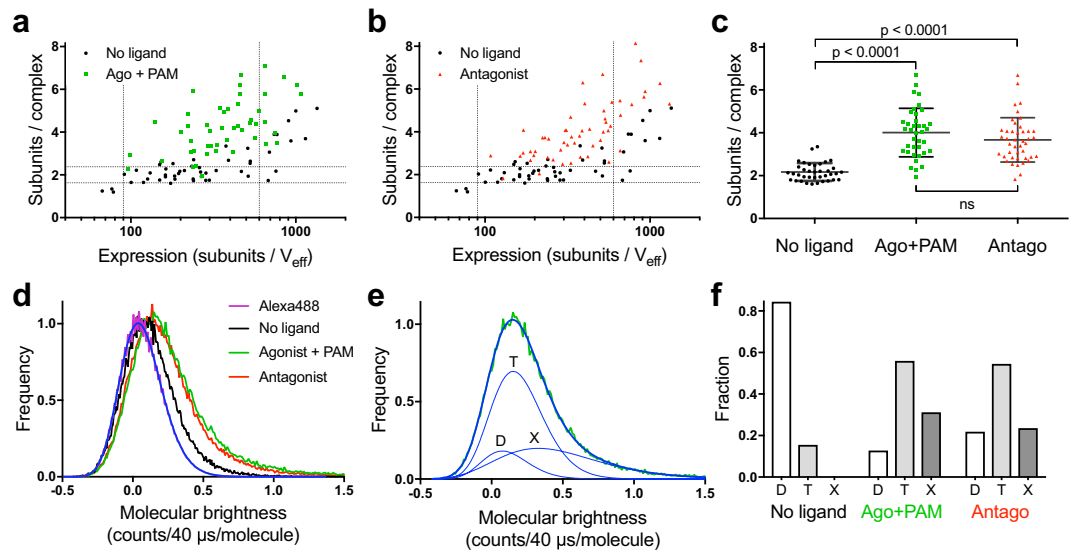 a
No ligand
Ago + PAM
Subunits / complex
8
6
4
2
0
100
1000
Expression (subunits / Veff)
b
No ligand
Antagonist
Subunits / complex
8
6
4
2
0
100
1000
Expression (subunits / Veff)
c
p < 0.0001
p < 0.0001
Subunits / complex
8
6
4
2
0
ns
No ligand Ago+PAM Antago
d
Alexa488
No ligand
Agonist + PAM
Antagonist
Frequency
1.0
0.5
0.0
-0.5 0.0 0.5 1.0 1.5
Molecular brightness
(counts/40 µs/molecule)
e
Frequency
1.0
0.5
0.0
T
D
X
-0.5 0.0 0.5 1.0 1.5
Molecular brightness
(counts/40 µs/molecule)
f
Fraction
0.8
0.6
0.4
0.2
0.0
D T X D T X D T X
No ligand Ago+PAM Antago